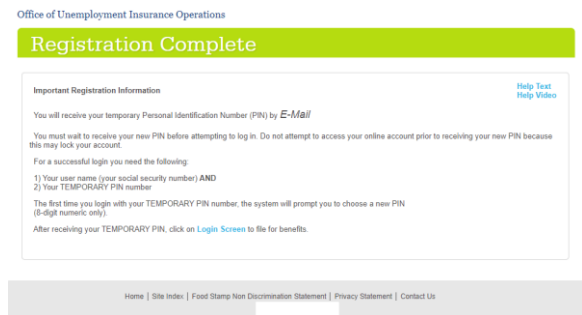 Office of Unemployment Insurance Operations
Registration Complete
Important Registration Information
Help Text
Help Video
You will receive your temporary Personal Identification Number (PIN) by E-Mail
You must wait to receive your new PIN before attempting to log in. Do not attempt to access your online account prior to receiving your new PIN because
this may lock your account.
For a successful login you need the following:
1) Your user name (your social security number) AND
2) Your TEMPORARY PIN number
The first time you login with your TEMPORARY PIN number, the system will prompt you to choose a new PIN
(8-digit numeric only).
After receiving your TEMPORARY PIN, click on Login Screen to file for benefits.
Home | Site Index | Food Stamp Non Discrimination Statement | Privacy Statement | Contact Us